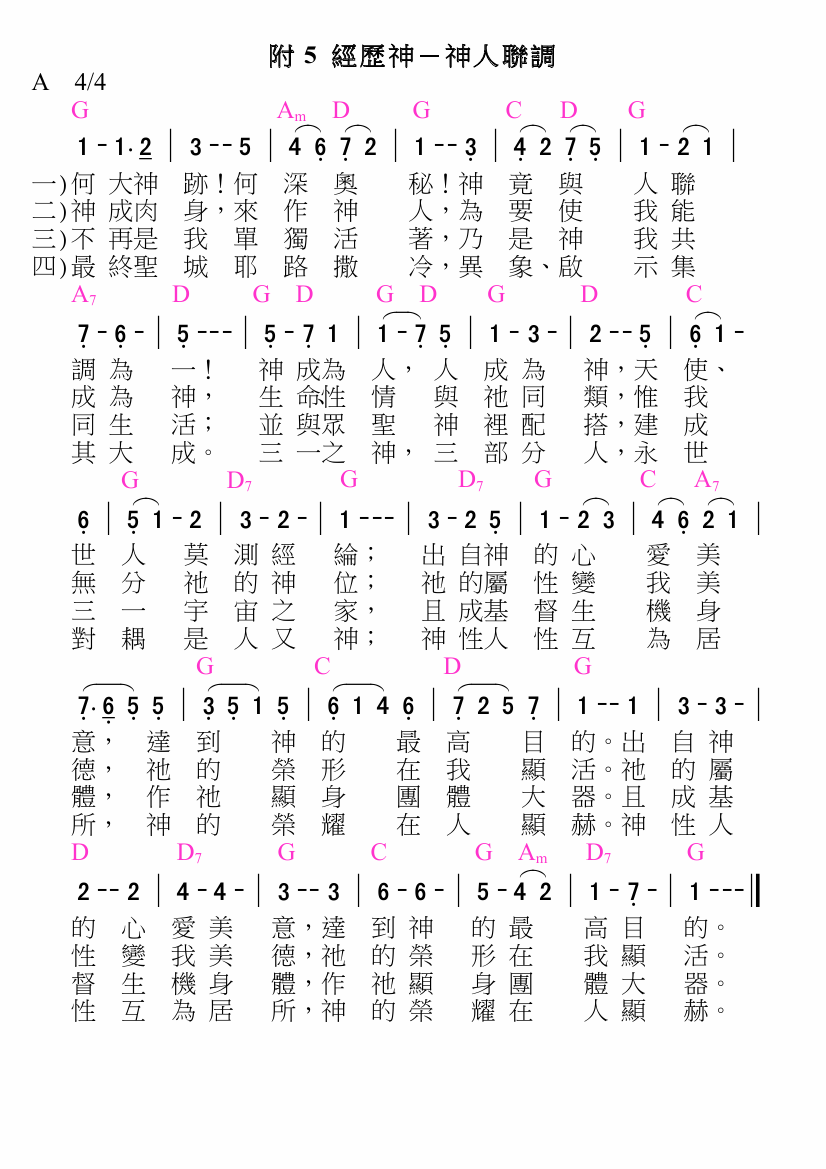 附 5 經歷神－神人聯調
A 4/4
G Am D G C D G
1 - 1. 2 | 3 - - 5 | 4 6 7 2 | 1 - - 3 | 4 2 7 5 | 1 - 2 1 |
一)何 大神 跡！何 深 奧 秘！神 竟 與 人 聯
二)神 成肉 身，來 作 神 人，為 要 使 我 能
三)不 再是 我 單 獨 活 著，乃 是 神 我 共
四)最 終聖 城 耶 路 撒 冷，異 象、啟 示 集
A7 D G D G D G D C
7 - 6 - | 5 - - - | 5 - 7 1 | 1 - 7 5 | 1 - 3 - | 2 - - 5 | 6 1 -
調 為 一！ 神 成為 人， 人 成 為 神，天 使、
成 為 神， 生 命性 情 與 祂 同 類，惟 我
同 生 活； 並 與眾 聖 神 裡 配 搭，建 成
其 大 成。 三 一之 神， 三 部 分 人，永 世
G D7 G D7 G C A7
6 | 5 1 - 2 | 3 - 2 - | 1 - - - | 3 - 2 5 | 1 - 2 3 | 4 6 2 1 |
世 人 莫 測 經 綸； 出 自神 的 心 愛 美
無 分 祂 的 神 位； 祂 的屬 性 變 我 美
三 一 宇 宙 之 家， 且 成基 督 生 機 身
對 耦 是 人 又 神； 神 性人 性 互 為 居
G C D G
7. 6 5 5 | 3 5 1 5 | 6 1 4 6 | 7 2 5 7 | 1 - - 1 | 3 - 3 - |
意， 達 到 神 的 最 高 目 的。出 自 神
德， 祂 的 榮 形 在 我 顯 活。祂 的 屬
體， 作 祂 顯 身 團 體 大 器。且 成 基
所， 神 的 榮 耀 在 人 顯 赫。神 性 人
D D7 G C G Am D7 G
2 - - 2 | 4 - 4 - | 3 - - 3 | 6 - 6 - | 5 - 4 2 | 1 - 7 - | 1 - - - ‖
的 心 愛 美 意，達 到 神 的 最 高 目 的。
性 變 我 美 德，祂 的 榮 形 在 我 顯 活。
督 生 機 身 體，作 祂 顯 身 團 體 大 器。
性 互 為 居 所，神 的 榮 耀 在 人 顯 赫。